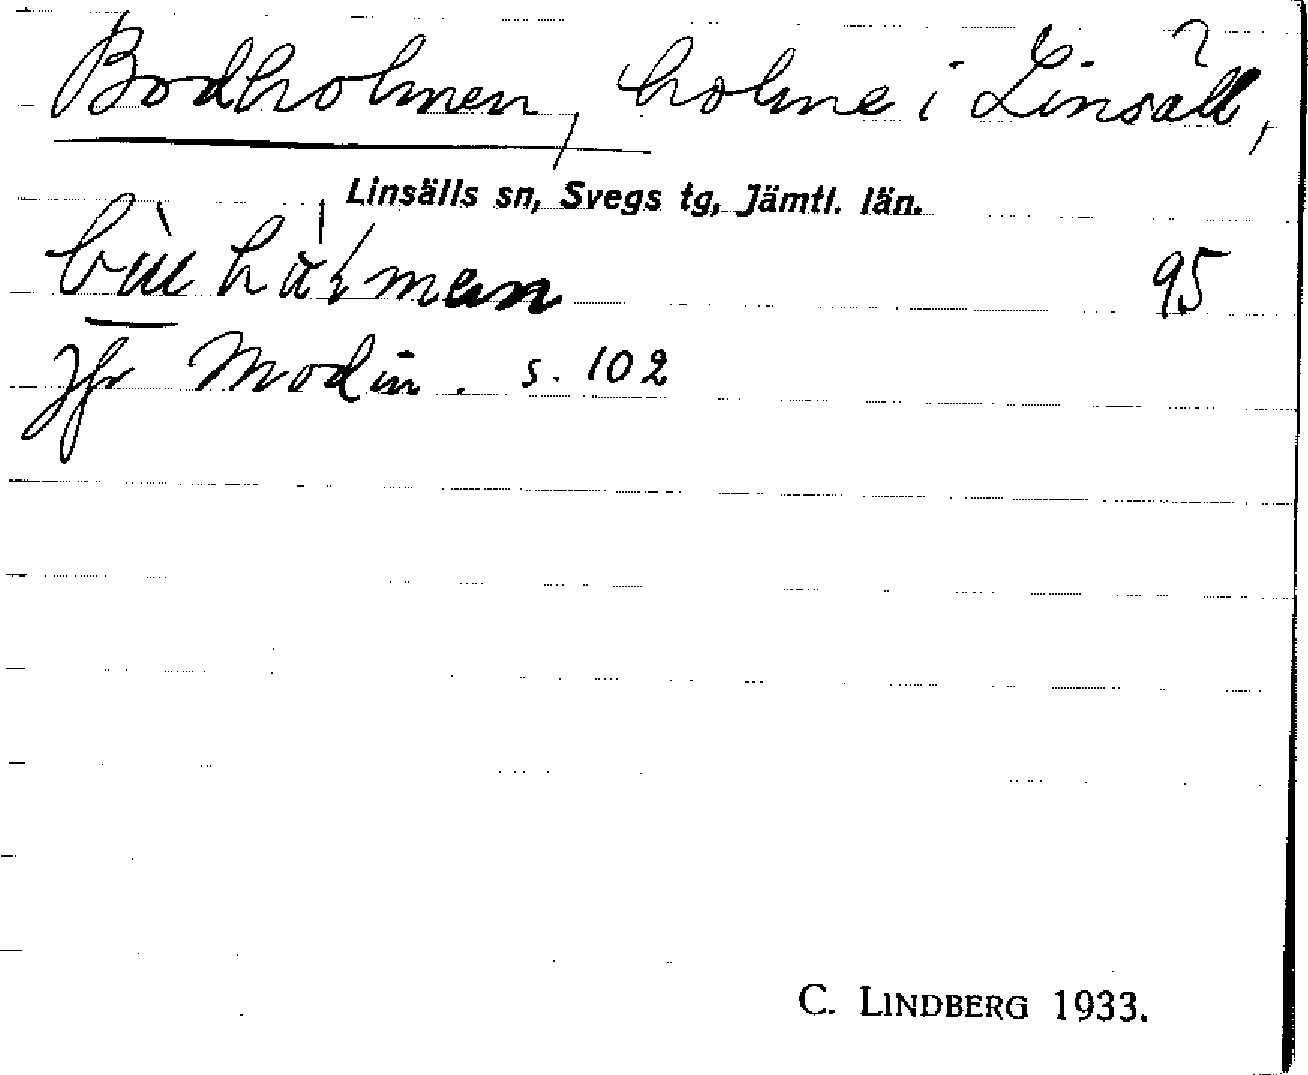 Bodholmen, holme i Linsäll,
Linsälls sn, Svegs tg, Jämtl. län.
95
Jfr Modin. s. 102
C. LINDBERG 1933.